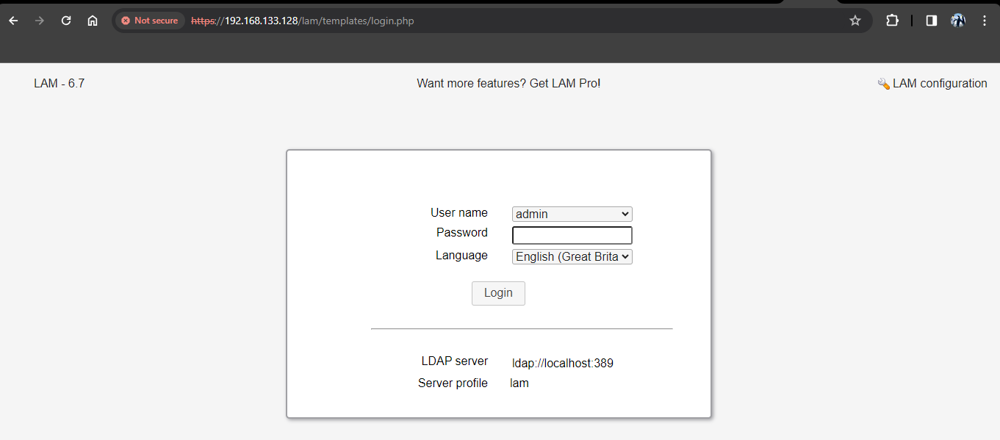 Not secure https://192.168.133.128/lam/templates/login.php
LAM - 6.7 Want more features? Get LAM Pro! LAM configuration
User name admin
Password
Language English (Great Brita
Login
LDAP server ldap://localhost:389
Server profile lam